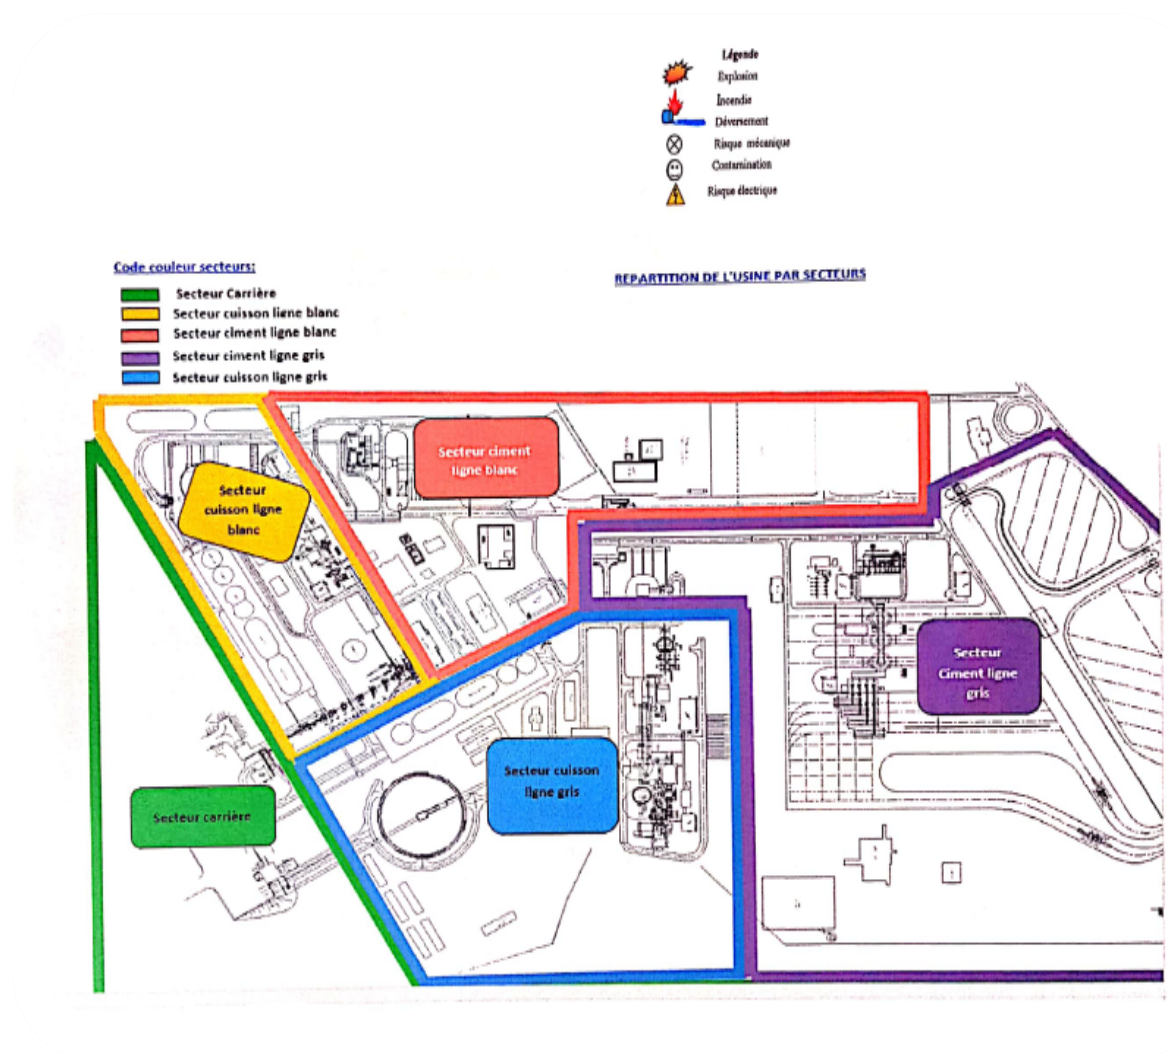 Légende
Explosion
Incendie
Déversement
Risque mécanique
Contamination
Risque électrique
Code couleur secteurs:
REPARTITION DE L'USINE PAR SECTEURS
Secteur Carrière
Secteur cuisson ligne blanc
Secteur ciment ligne blanc
Secteur ciment ligne gris
Secteur cuisson ligne gris
Secteur ciment
ligne blanc
Secteur
cuisson ligne
blanc
Secteur
Ciment ligne
gris
Secteur cuisson
ligne gris
Secteur carrière